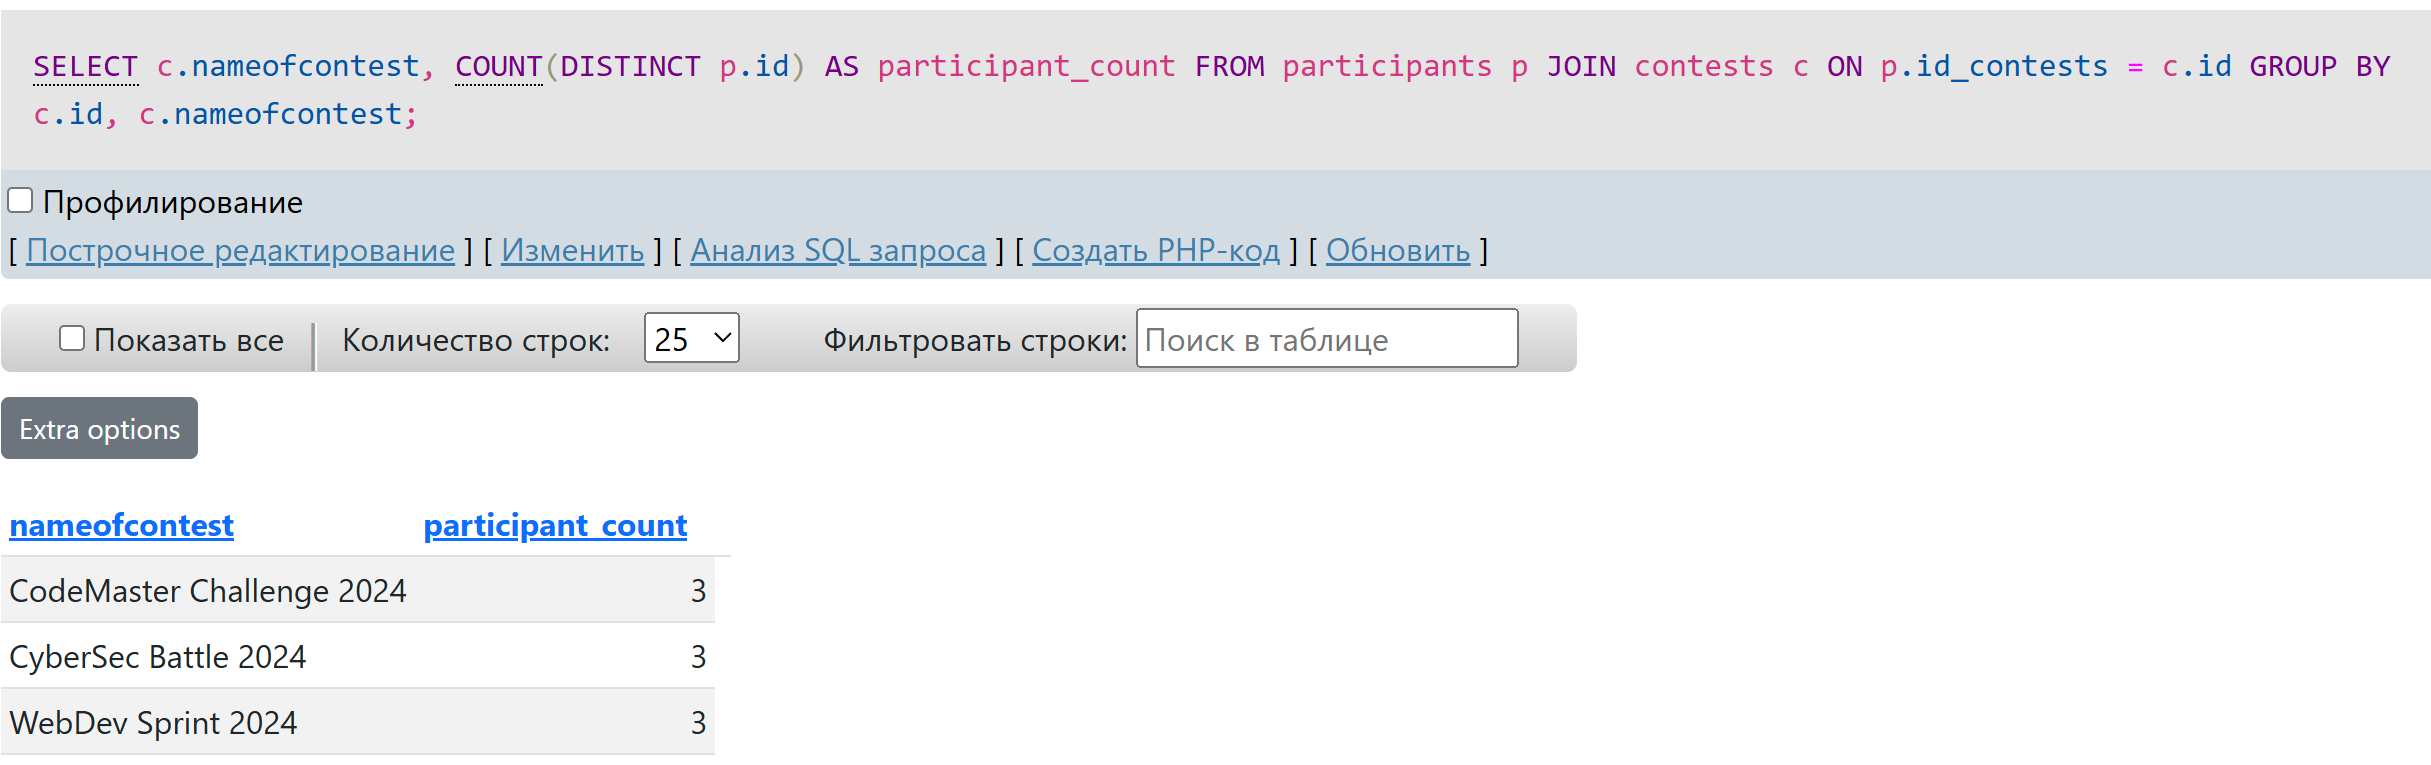 SELECT c.nameofcontest, COUNT(DISTINCT p.id) AS participant_count FROM participants p JOIN contests c ON p.id_contests = c.id GROUP BY
c.id, c.nameofcontest;
Профилирование
[ Построчное редактирование ] [ Изменить ] [ Анализ SQL запроса ] [ Создать PHP-код ] [ Обновить ]
Показать все Количество строк: 25 Фильтровать строки: Поиск в таблице
Extra options
nameofcontest participant_count
CodeMaster Challenge 2024 3
CyberSec Battle 2024 3
WebDev Sprint 2024 3